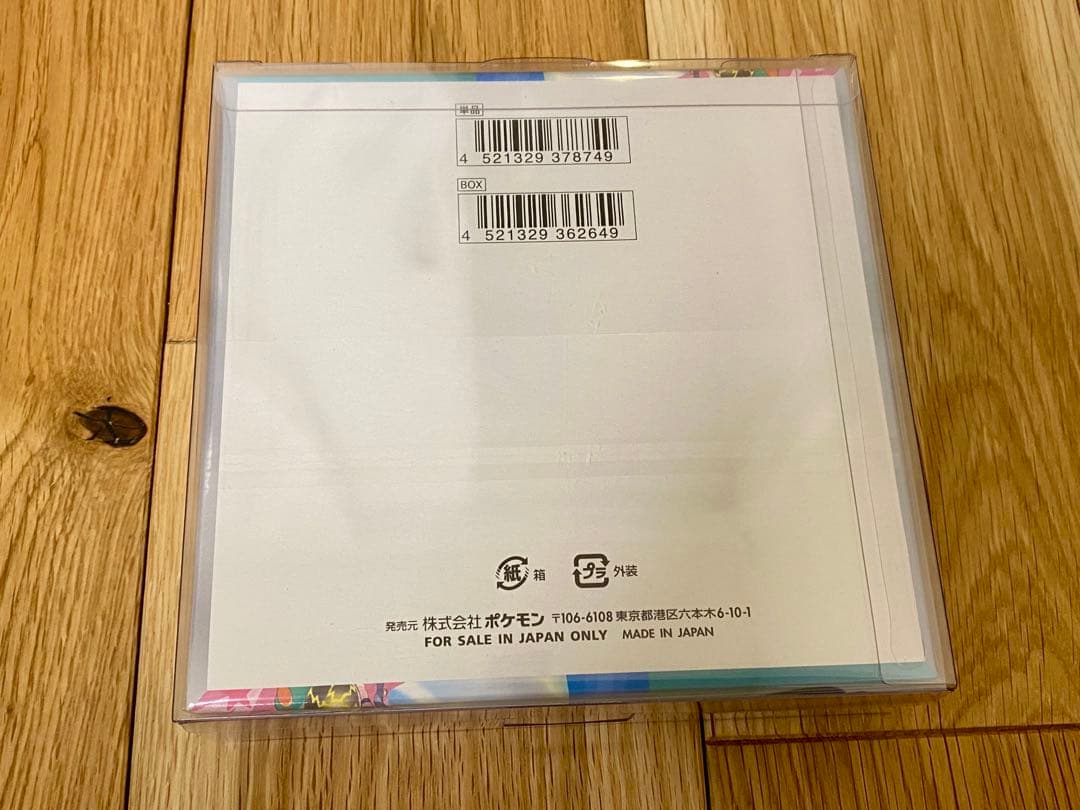 単品
4 521329 378749
BOX
4 521329 362649
紙 箱 プラ 外装
発売元 株式会社ポケモン 〒106-6108 東京都港区六本木6-10-1
FOR SALE IN JAPAN ONLY MADE IN JAPAN